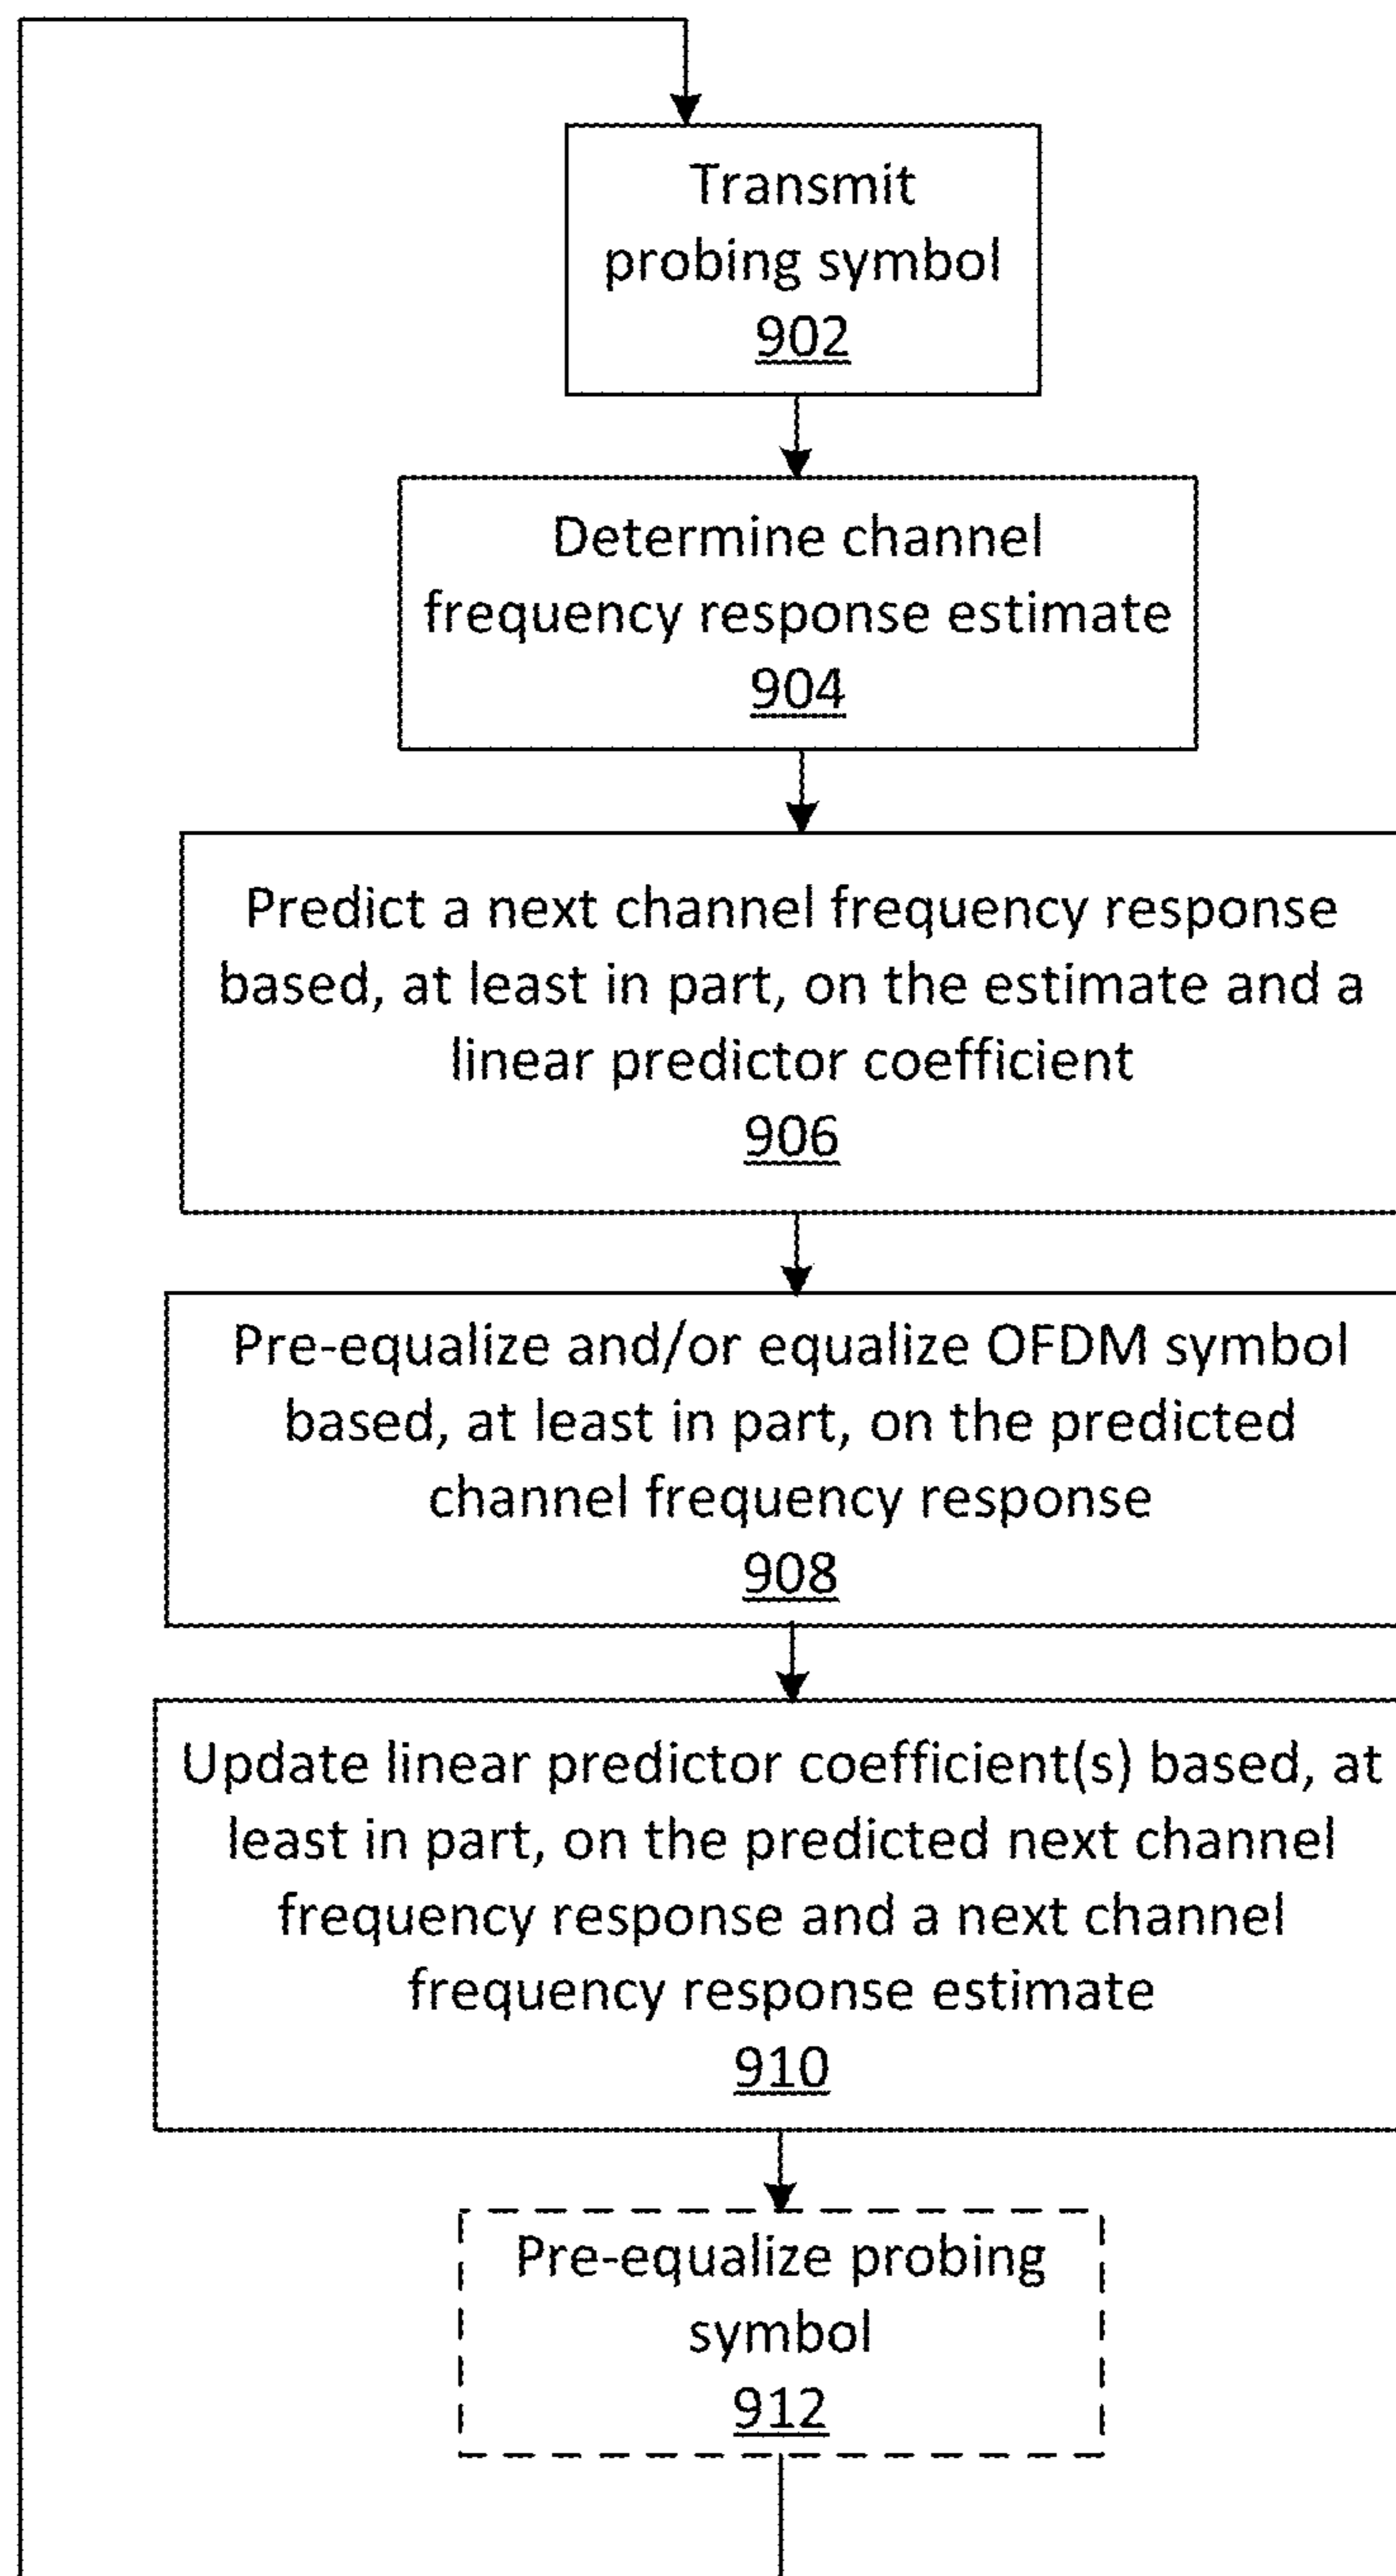 Transmit
probing symbol
902
Determine channel
frequency response estimate
904
Predict a next channel frequency response
based, at least in part, on the estimate and a
linear predictor coefficient
906
Pre-equalize and/or equalize OFDM symbol
based, at least in part, on the predicted
channel frequency response
908
Update linear predictor coefficient(s) based, at
least in part, on the predicted next channel
frequency response and a next channel
frequency response estimate
910
Pre-equalize probing
symbol
912